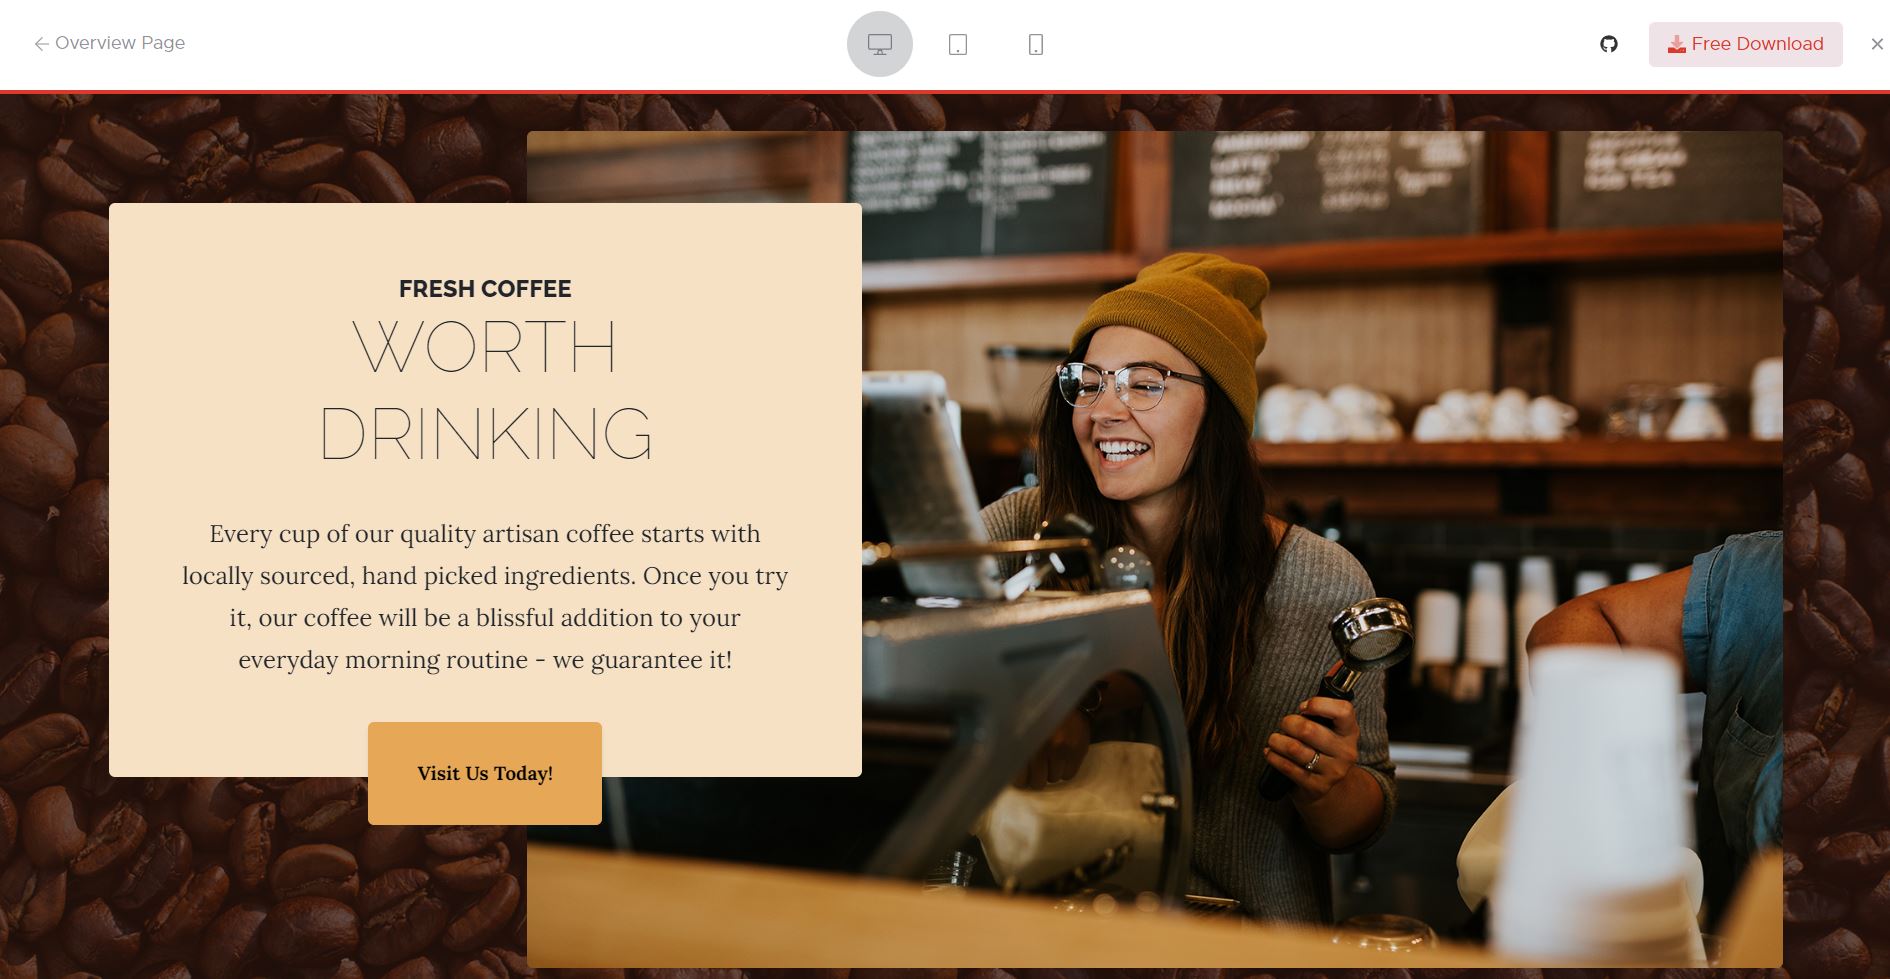 Overview Page
Free Download
FRESH COFFEE
WORTH
DRINKING
Every cup of our quality artisan coffee starts with
locally sourced, hand picked ingredients. Once you try
it, our coffee will be a blissful addition to your
everyday morning routine - we guarantee it!
Visit Us Today!